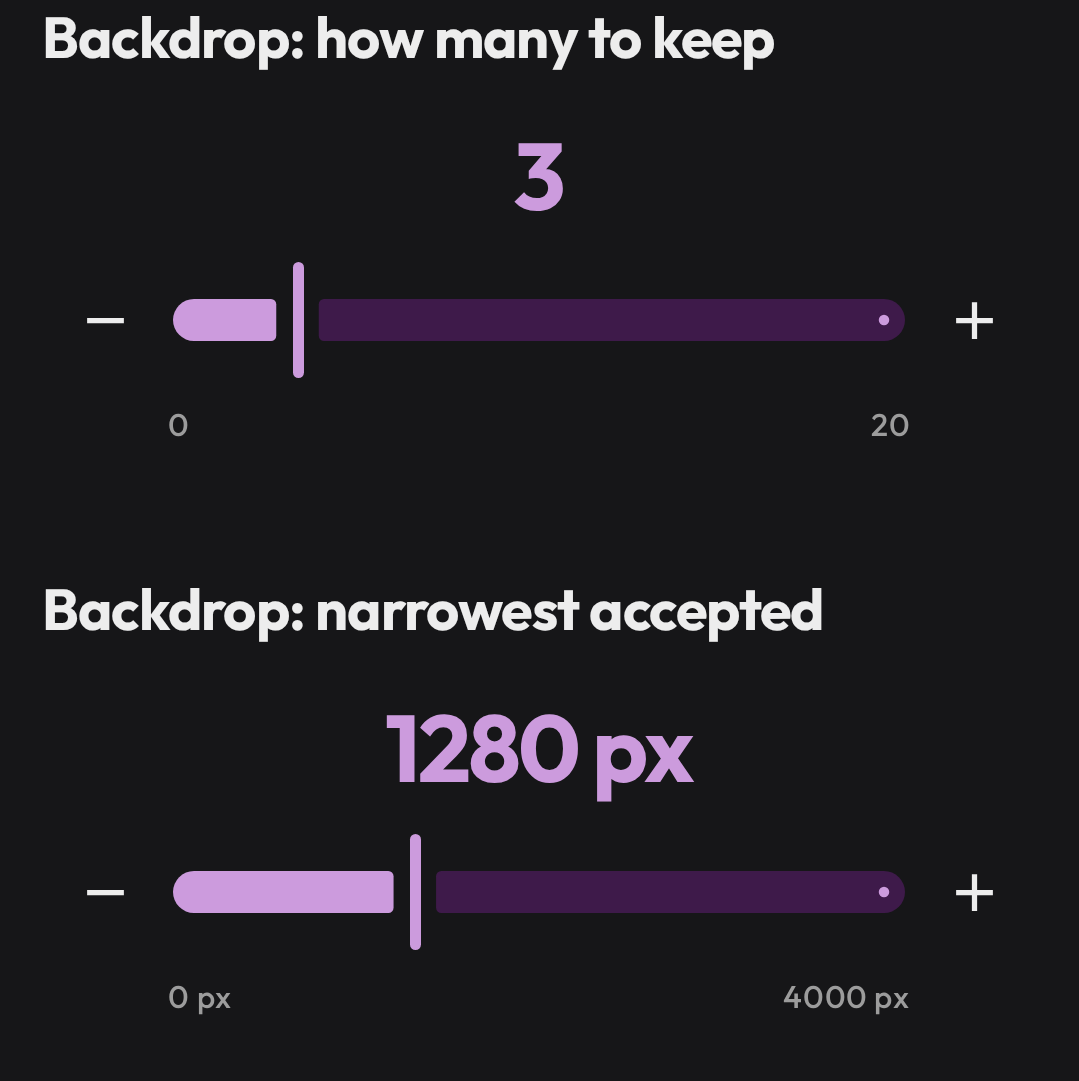 Backdrop: how many to keep
3
0
20
Backdrop: narrowest accepted
1280 px
0 px
4000 px